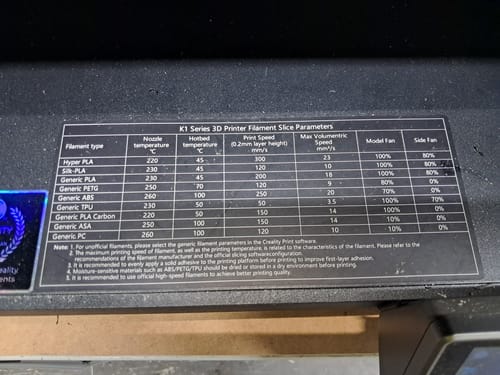 K1 Series 3D Printer Filament Slice Parameters
Filament type Nozzle temperature ℃ Hotbed temperature ℃ Print Speed (0.2mm layer height) mm/s Max Volumentric Speed mm³/s Model Fan Side Fan
Hyper PLA 220 45 300 23 100% 80%
Silk-PLA 230 45 120 10 100% 80%
Generic PLA 230 45 200 18 100% 80%
Generic PETG 250 70 120 9 80% 0%
Generic ABS 260 100 250 20 70% 0%
Generic TPU 230 50 50 3.5 100% 70%
Generic PLA Carbon 220 50 150 14 100% 0%
Generic ASA 250 100 150 14 10% 0%
Generic PC 260 100 120 10 10% 0%
Note: 1. For unofficial filaments, please select the generic filament parameters in the Creality Print software.
2. The maximum printing speed of filament, as well as the printing temperature, is related to the characteristics of the filament. Please refer to the
recommendations of the filament manufacturer and the official slicing softwareconfiguration.
3. It is recommended to evenly apply a solid adhesive to the printing platform before printing to improve first-layer adhesion.
4. Moisture-sensitive materials such as ABS/PETG/TPU should be dried or stored in a dry environment before printing.
5. It is recommended to use official high-speed filaments to achieve better printing quality.